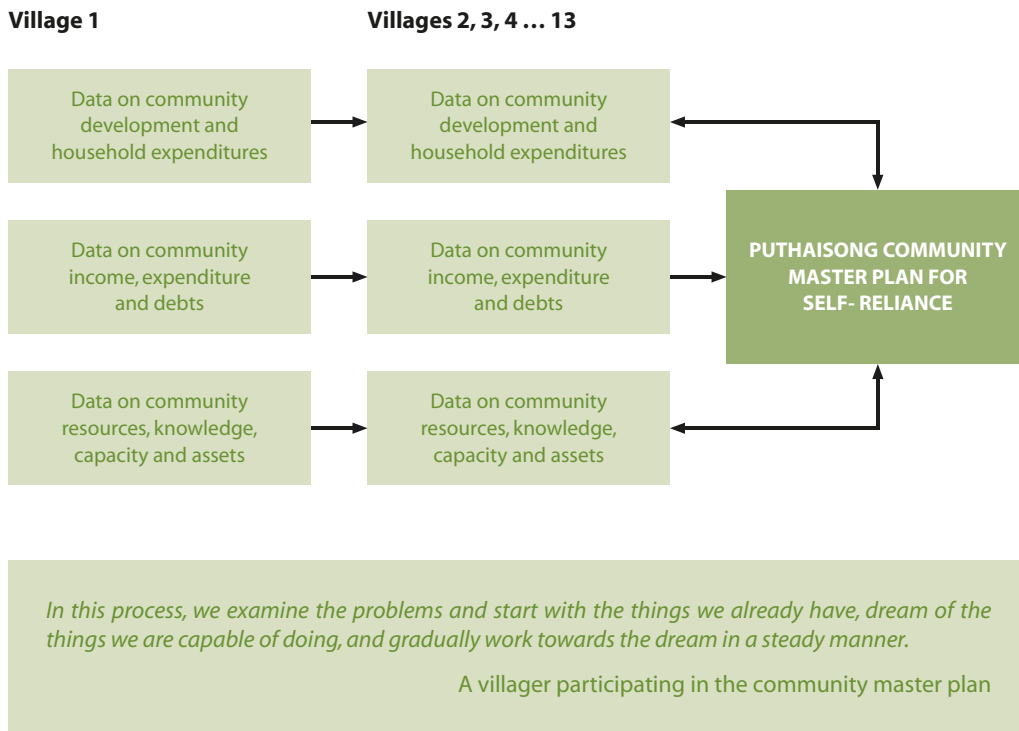 Village 1
Villages 2, 3, 4 … 13
Data on community
development and
household expenditures
Data on community
development and
household expenditures
Data on community
income, expenditure
and debts
Data on community
income, expenditure
and debts
PUTHAISONG COMMUNITY
MASTER PLAN FOR
SELF- RELIANCE
Data on community
resources, knowledge,
capacity and assets
Data on community
resources, knowledge,
capacity and assets
In this process, we examine the problems and start with the things we already have, dream of the
things we are capable of doing, and gradually work towards the dream in a steady manner.
A villager participating in the community master plan